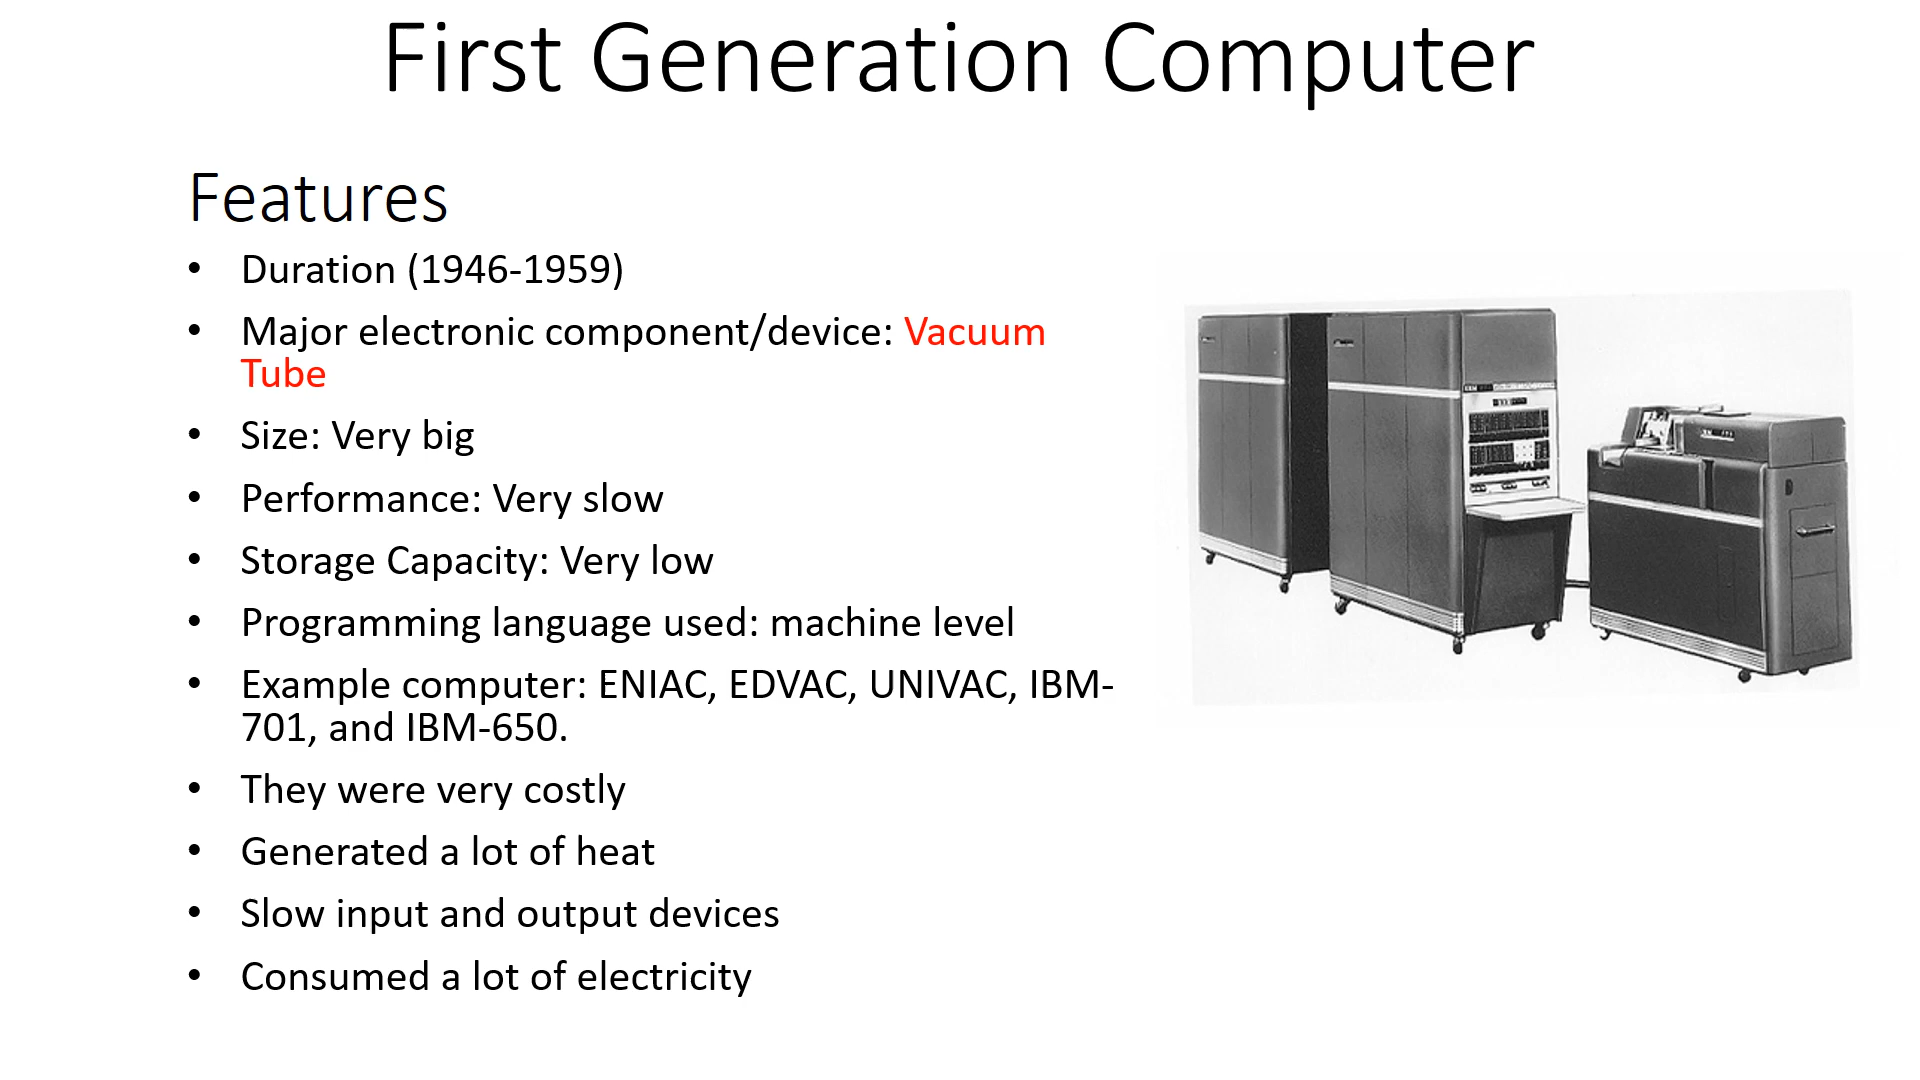 First Generation Computer
Features
• Duration (1946-1959)
• Major electronic component/device: Vacuum
Tube
• Size: Very big
• Performance: Very slow
• Storage Capacity: Very low
• Programming language used: machine level
• Example computer: ENIAC, EDVAC, UNIVAC, IBM-
701, and IBM-650.
• They were very costly
• Generated a lot of heat
• Slow input and output devices
• Consumed a lot of electricity